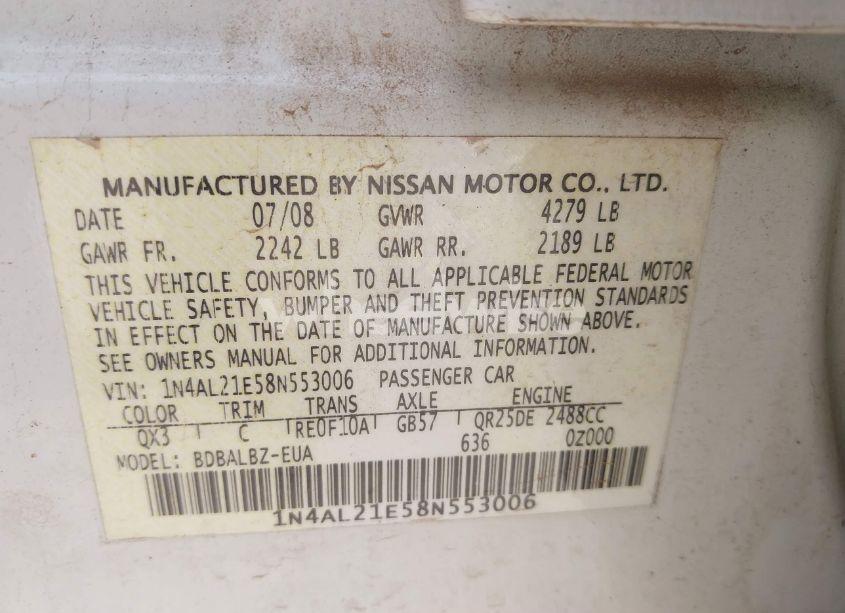 MANUFACTURED BY NISSAN MOTOR CO., LTD.
DATE 07/08 GVWR 4279 LB
GAWR FR. 2242 LB GAWR RR. 2189 LB
THIS VEHICLE CONFORMS TO ALL APPLICABLE FEDERAL MOTOR
VEHICLE SAFETY, BUMPER AND THEFT PREVENTION STANDARDS
IN EFFECT ON THE DATE OF MANUFACTURE SHOWN ABOVE.
SEE OWNERS MANUAL FOR ADDITIONAL INFORMATION.
VIN: 1N4AL21E58N553006 PASSENGER CAR
COLOR TRIM TRANS AXLE ENGINE
QX3 C RE0F10A GB57 QR25DE 2488CC
636 0Z000
MODEL: BDBALBZ-EUA
1N4AL21E58N553006